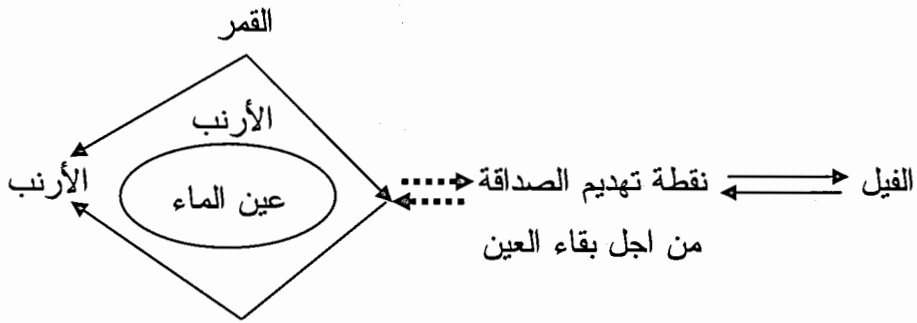 القمر
الأرنب
الأرنب
عين الماء
نقطة تهديم الصداقة
من اجل بقاء العين
الفيل